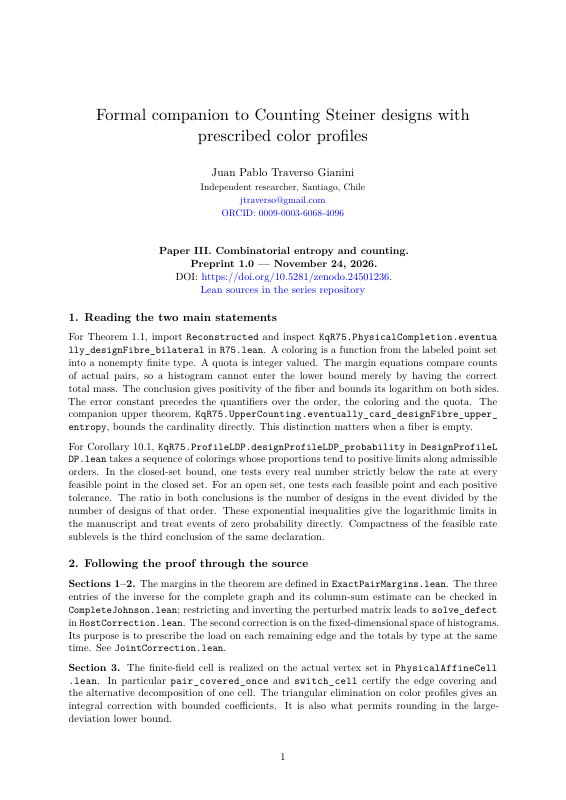 Formal companion to Counting Steiner designs with
prescribed color profiles
Juan Pablo Traverso Gianini
Independent researcher, Santiago, Chile
jtraverso@gmail.com
ORCID: 0009-0003-6068-4096
Paper III. Combinatorial entropy and counting.
Preprint 1.0 — November 24, 2026.
DOI: https://doi.org/10.5281/zenodo.24501236.
Lean sources in the series repository
1. Reading the two main statements
For Theorem 1.1, import Reconstructed and inspect KqR75.PhysicalCompletion.eventua
lly_designFibre_bilateral in R75.lean. A coloring is a function from the labeled point set
into a nonempty finite type. A quota is integer valued. The margin equations compare counts
of actual pairs, so a histogram cannot enter the lower bound merely by having the correct
total mass. The conclusion gives positivity of the fiber and bounds its logarithm on both sides.
The error constant precedes the quantifiers over the order, the coloring and the quota. The
companion upper theorem, KqR75.UpperCounting.eventually_card_designFibre_upper_
entropy, bounds the cardinality directly. This distinction matters when a fiber is empty.
For Corollary 10.1, KqR75.ProfileLDP.designProfileLDP_probability in DesignProfileL
DP.lean takes a sequence of colorings whose proportions tend to positive limits along admissible
orders. In the closed-set bound, one tests every real number strictly below the rate at every
feasible point in the closed set. For an open set, one tests each feasible point and each positive
tolerance. The ratio in both conclusions is the number of designs in the event divided by the
number of designs of that order. These exponential inequalities give the logarithmic limits in
the manuscript and treat events of zero probability directly. Compactness of the feasible rate
sublevels is the third conclusion of the same declaration.
2. Following the proof through the source
Sections 1–2. The margins in the theorem are defined in ExactPairMargins.lean. The three
entries of the inverse for the complete graph and its column-sum estimate can be checked in
CompleteJohnson.lean; restricting and inverting the perturbed matrix leads to solve_defect
in HostCorrection.lean. The second correction is on the fixed-dimensional space of histograms.
Its purpose is to prescribe the load on each remaining edge and the totals by type at the same
time. See JointCorrection.lean.
Section 3. The finite-field cell is realized on the actual vertex set in PhysicalAffineCell
.lean. In particular pair_covered_once and switch_cell certify the edge covering and
the alternative decomposition of one cell. The triangular elimination on color profiles gives an
integral correction with bounded coefficients. It is also what permits rounding in the large-
deviation lower bound.
1